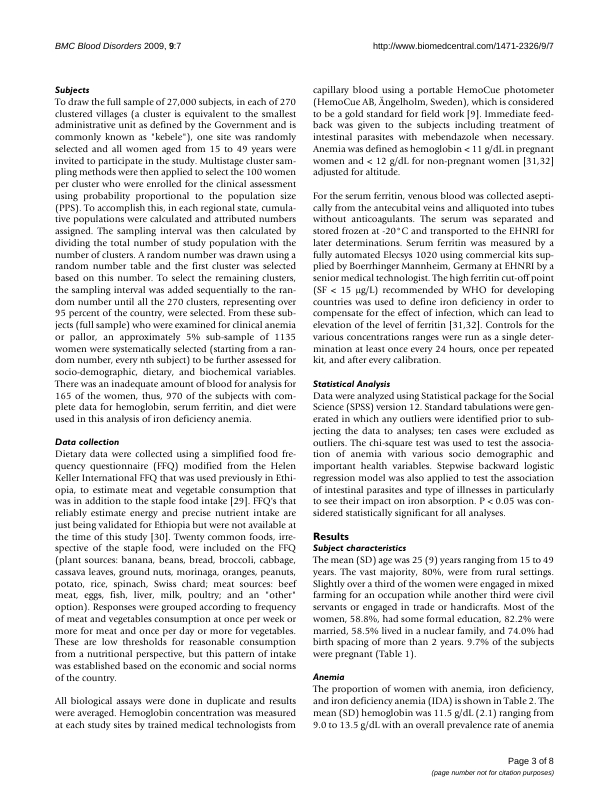 BMC Blood Disorders 2009, 9:7
http://www.biomedcentral.com/1471-2326/9/7
Subjects
To draw the full sample of 27,000 subjects, in each of 270
clustered villages (a cluster is equivalent to the smallest
administrative unit as defined by the Government and is
commonly known as "kebele"), one site was randomly
selected and all women aged from 15 to 49 years were
invited to participate in the study. Multistage cluster sam-
pling methods were then applied to select the 100 women
per cluster who were enrolled for the clinical assessment
using probability proportional to the population size
(PPS). To accomplish this, in each regional state, cumula-
tive populations were calculated and attributed numbers
assigned. The sampling interval was then calculated by
dividing the total number of study population with the
number of clusters. A random number was drawn using a
random number table and the first cluster was selected
based on this number. To select the remaining clusters,
the sampling interval was added sequentially to the ran-
dom number until all the 270 clusters, representing over
95 percent of the country, were selected. From these sub-
jects (full sample) who were examined for clinical anemia
or pallor, an approximately 5% sub-sample of 1135
women were systematically selected (starting from a ran-
dom number, every nth subject) to be further assessed for
socio-demographic, dietary, and biochemical variables.
There was an inadequate amount of blood for analysis for
165 of the women, thus, 970 of the subjects with com-
plete data for hemoglobin, serum ferritin, and diet were
used in this analysis of iron deficiency anemia.
Data collection
Dietary data were collected using a simplified food fre-
quency questionnaire (FFQ) modified from the Helen
Keller International FFQ that was used previously in Ethi-
opia, to estimate meat and vegetable consumption that
was in addition to the staple food intake [29]. FFQ's that
reliably estimate energy and precise nutrient intake are
just being validated for Ethiopia but were not available at
the time of this study [30]. Twenty common foods, irre-
spective of the staple food, were included on the FFQ
(plant sources: banana, beans, bread, broccoli, cabbage,
cassava leaves, ground nuts, morinaga, oranges, peanuts,
potato, rice, spinach, Swiss chard; meat sources: beef
meat, eggs, fish, liver, milk, poultry; and an "other"
option). Responses were grouped according to frequency
of meat and vegetables consumption at once per week or
more for meat and once per day or more for vegetables.
These are low thresholds for reasonable consumption
from a nutritional perspective, but this pattern of intake
was established based on the economic and social norms
of the country.
All biological assays were done in duplicate and results
were averaged. Hemoglobin concentration was measured
at each study sites by trained medical technologists from
capillary blood using a portable HemoCue photometer
(HemoCue AB, Ängelholm, Sweden), which is considered
to be a gold standard for field work [9]. Immediate feed-
back was given to the subjects including treatment of
intestinal parasites with mebendazole when necessary.
Anemia was defined as hemoglobin < 11 g/dL in pregnant
women and < 12 g/dL for non-pregnant women [31,32]
adjusted for altitude.
For the serum ferritin, venous blood was collected asepti-
cally from the antecubital veins and alliquoted into tubes
without anticoagulants. The serum was separated and
stored frozen at -20°C and transported to the EHNRI for
later determinations. Serum ferritin was measured by a
fully automated Elecsys 1020 using commercial kits sup-
plied by Boerrhinger Mannheim, Germany at EHNRI by a
senior medical technologist. The high ferritin cut-off point
(SF < 15 μg/L) recommended by WHO for developing
countries was used to define iron deficiency in order to
compensate for the effect of infection, which can lead to
elevation of the level of ferritin [31,32]. Controls for the
various concentrations ranges were run as a single deter-
mination at least once every 24 hours, once per repeated
kit, and after every calibration.
Statistical Analysis
Data were analyzed using Statistical package for the Social
Science (SPSS) version 12. Standard tabulations were gen-
erated in which any outliers were identified prior to sub-
jecting the data to analyses; ten cases were excluded as
outliers. The chi-square test was used to test the associa-
tion of anemia with various socio demographic and
important health variables. Stepwise backward logistic
regression model was also applied to test the association
of intestinal parasites and type of illnesses in particularly
to see their impact on iron absorption. P < 0.05 was con-
sidered statistically significant for all analyses.
Results
Subject characteristics
The mean (SD) age was 25 (9) years ranging from 15 to 49
years. The vast majority, 80%, were from rural settings.
Slightly over a third of the women were engaged in mixed
farming for an occupation while another third were civil
servants or engaged in trade or handicrafts. Most of the
women, 58.8%, had some formal education, 82.2% were
married, 58.5% lived in a nuclear family, and 74.0% had
birth spacing of more than 2 years. 9.7% of the subjects
were pregnant (Table 1).
Anemia
The proportion of women with anemia, iron deficiency,
and iron deficiency anemia (IDA) is shown in Table 2. The
mean (SD) hemoglobin was 11.5 g/dL (2.1) ranging from
9.0 to 13.5 g/dL with an overall prevalence rate of anemia
Page 3 of 8
(page number not for citation purposes)